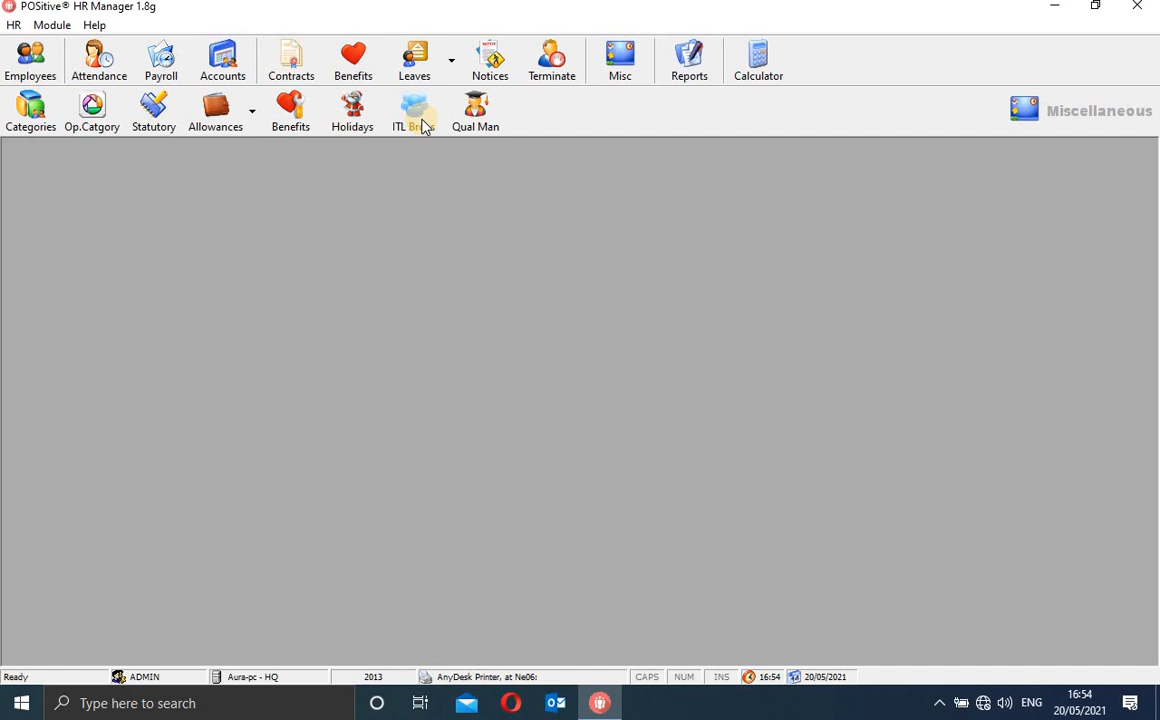 POSitive® HR Manager 1.8g
HR Module Help
Employees Attendance Payroll Accounts Contracts Benefits Leaves Notices Terminate Misc Reports Calculator
Categories Op.Catgory Statutory Allowances Benefits Holidays ITL Qual Man Miscellaneous
Ready ADMIN Aura-pc - HQ 2013 AnyDesk Printer, at Ne06: CAPS NUM INS 16:54 20/05/2021
Type here to search ENG 16:54
20/05/2021